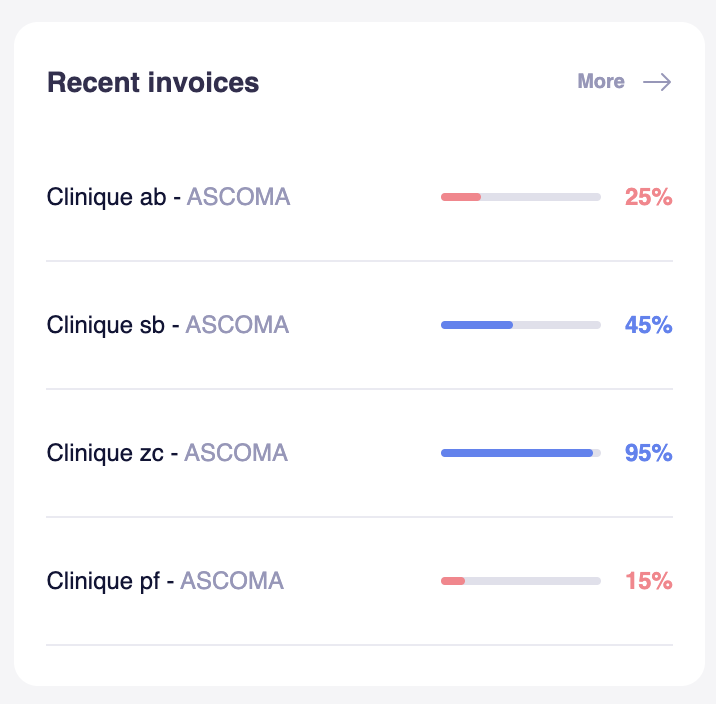 Recent invoices More
Clinique ab - ASCOMA 25%
Clinique sb - ASCOMA 45%
Clinique zc - ASCOMA 95%
Clinique pf - ASCOMA 15%